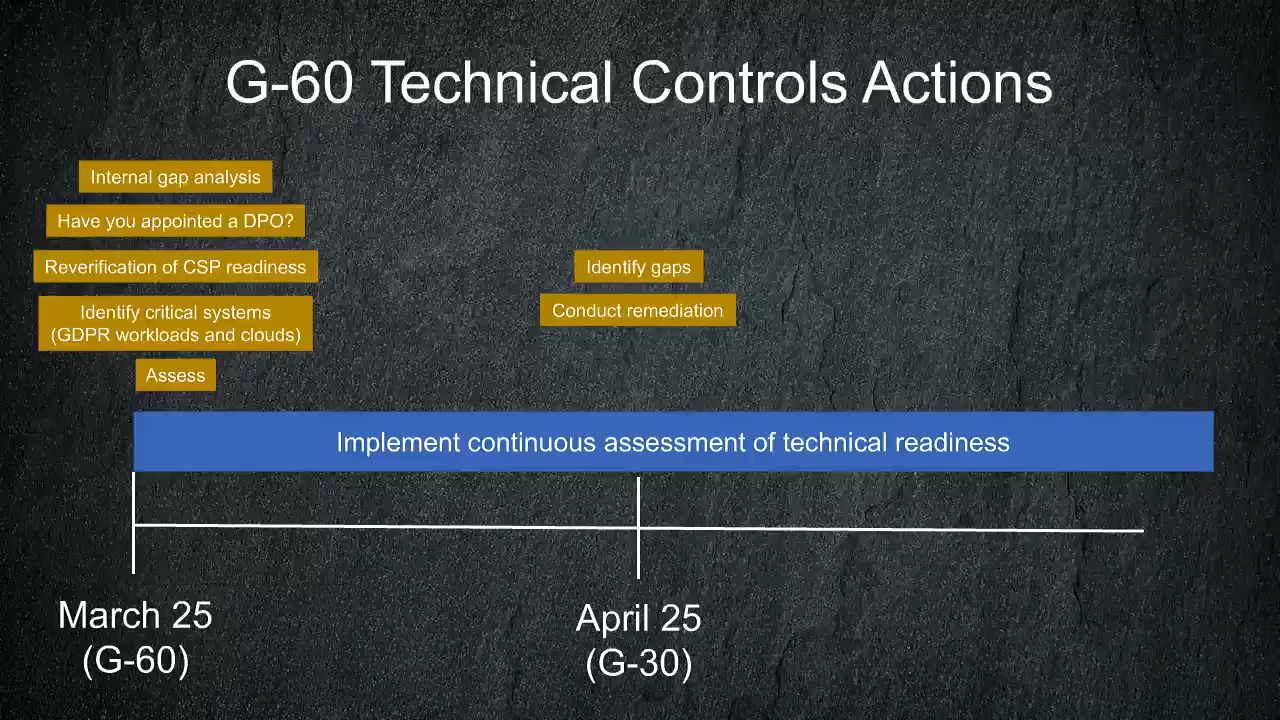 G-60 Technical Controls Actions
Internal gap analysis
Have you appointed a DPO?
Reverification of CSP readiness
Identify critical systems
(GDPR workloads and clouds)
Assess
Identify gaps
Conduct remediation
Implement continuous assessment of technical readiness
March 25
(G-60)
April 25
(G-30)